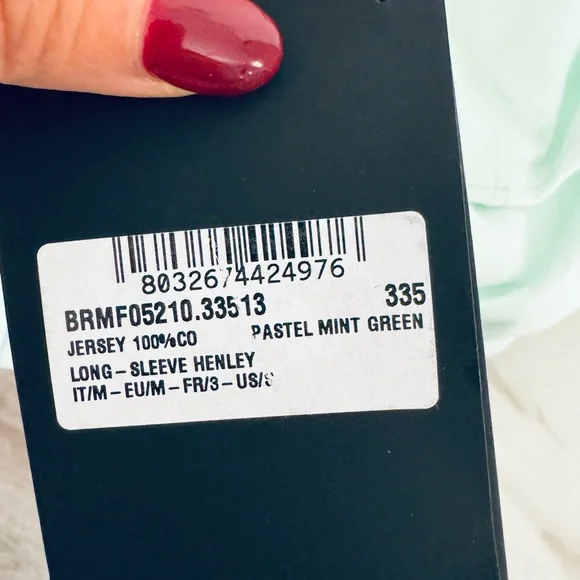 8032674424976
BRMF05210.33513 335
JERSEY 100%CO PASTEL MINT GREEN
LONG-SLEEVE HENLEY
IT/M-EU/M-FR/3-US/S